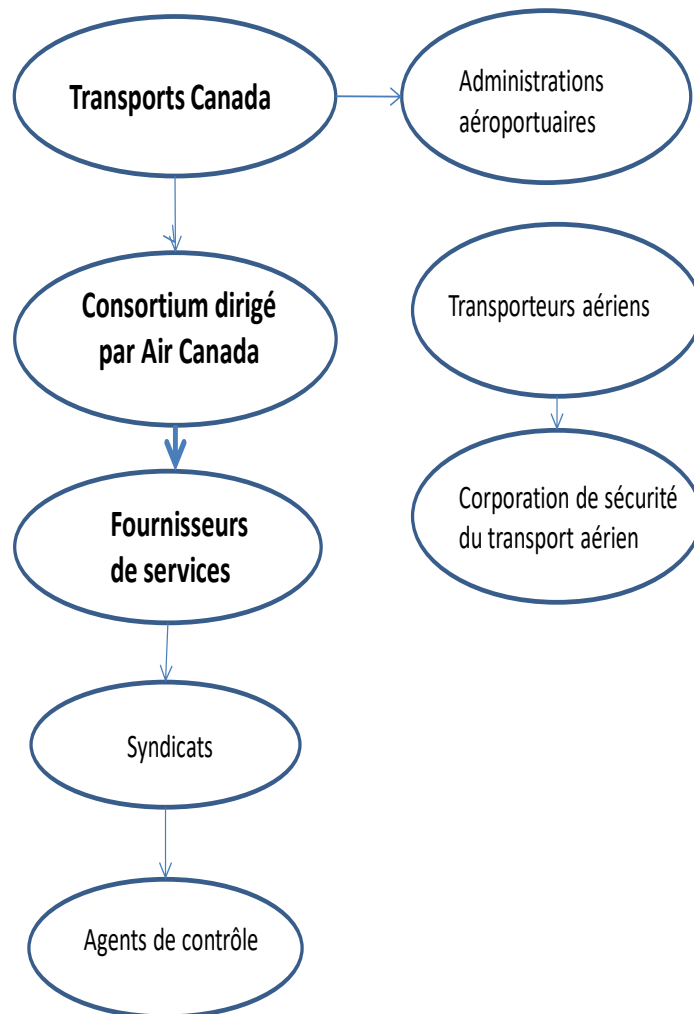 Transports Canada
Administrations
aéroportuaires
Consortium dirigé
par Air Canada
Transporteurs aériens
Fournisseurs
de services
Corporation de sécurité
du transport aérien
Syndicats
Agents de contrôle